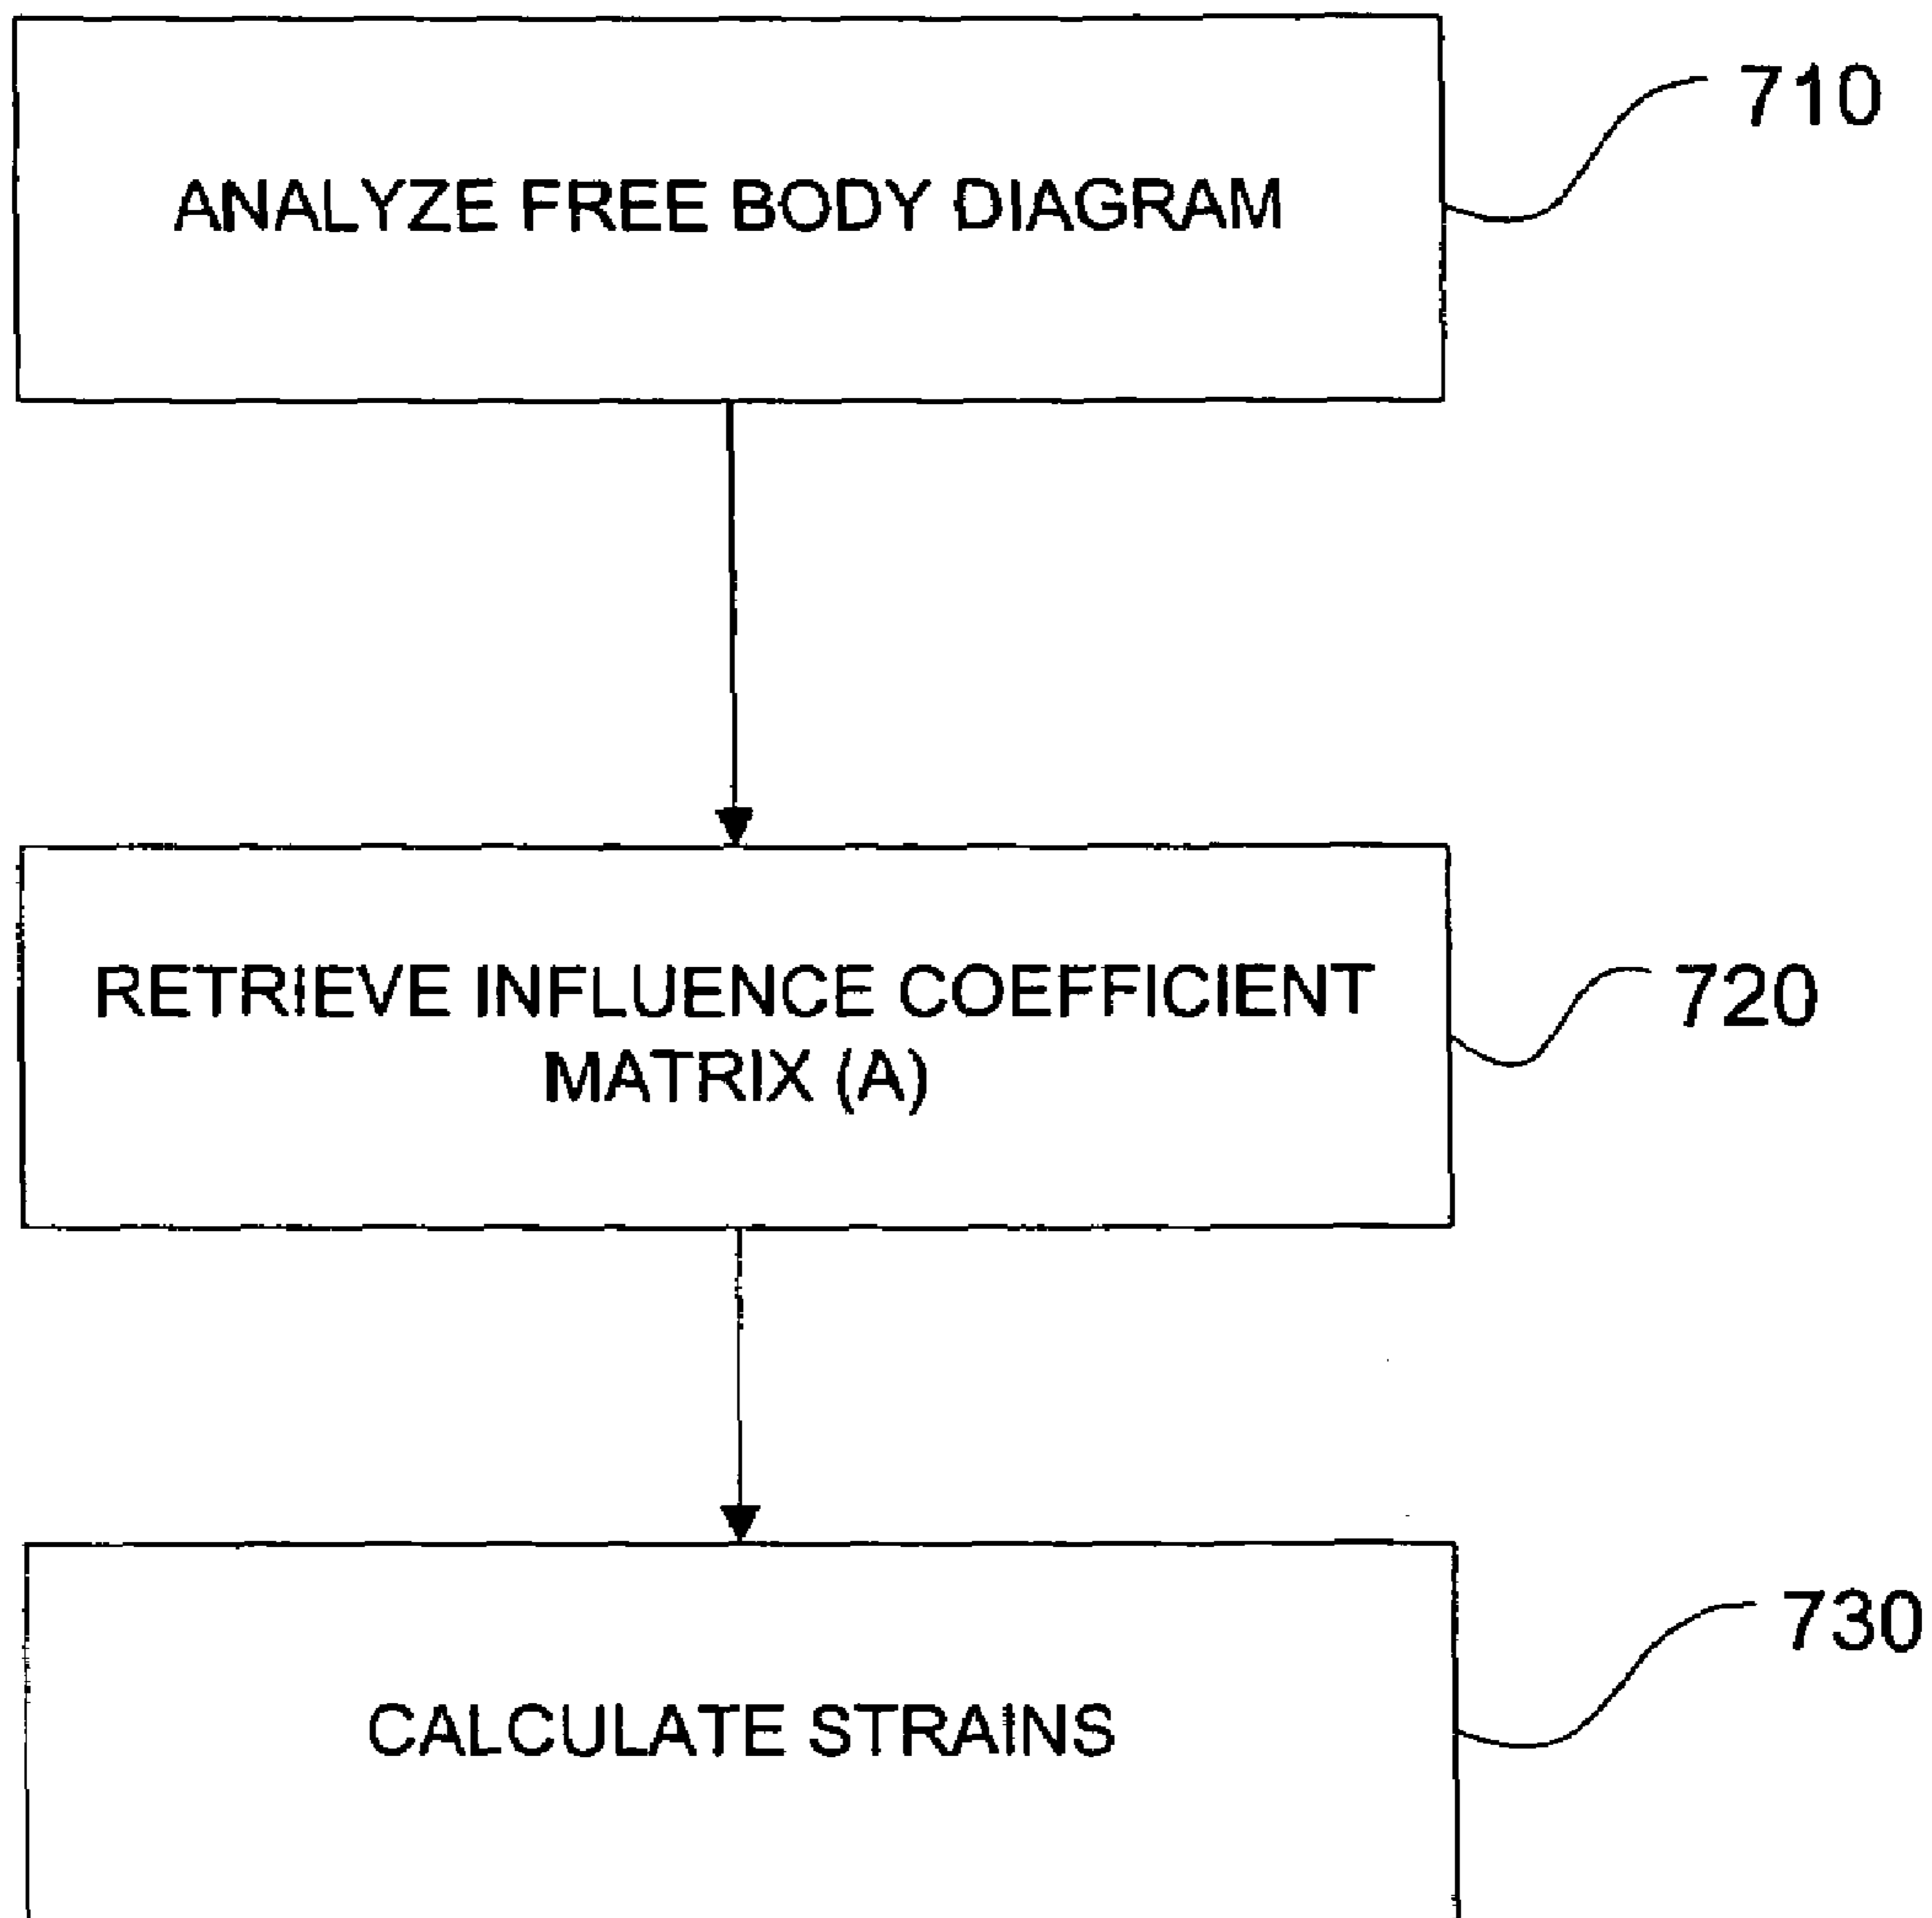 710
ANALYZE FREE BODY DIAGRAM
RETRIEVE INFLUENCE COEFFICIENT
MATRIX (A)
720
730
CALCULATE STRAINS